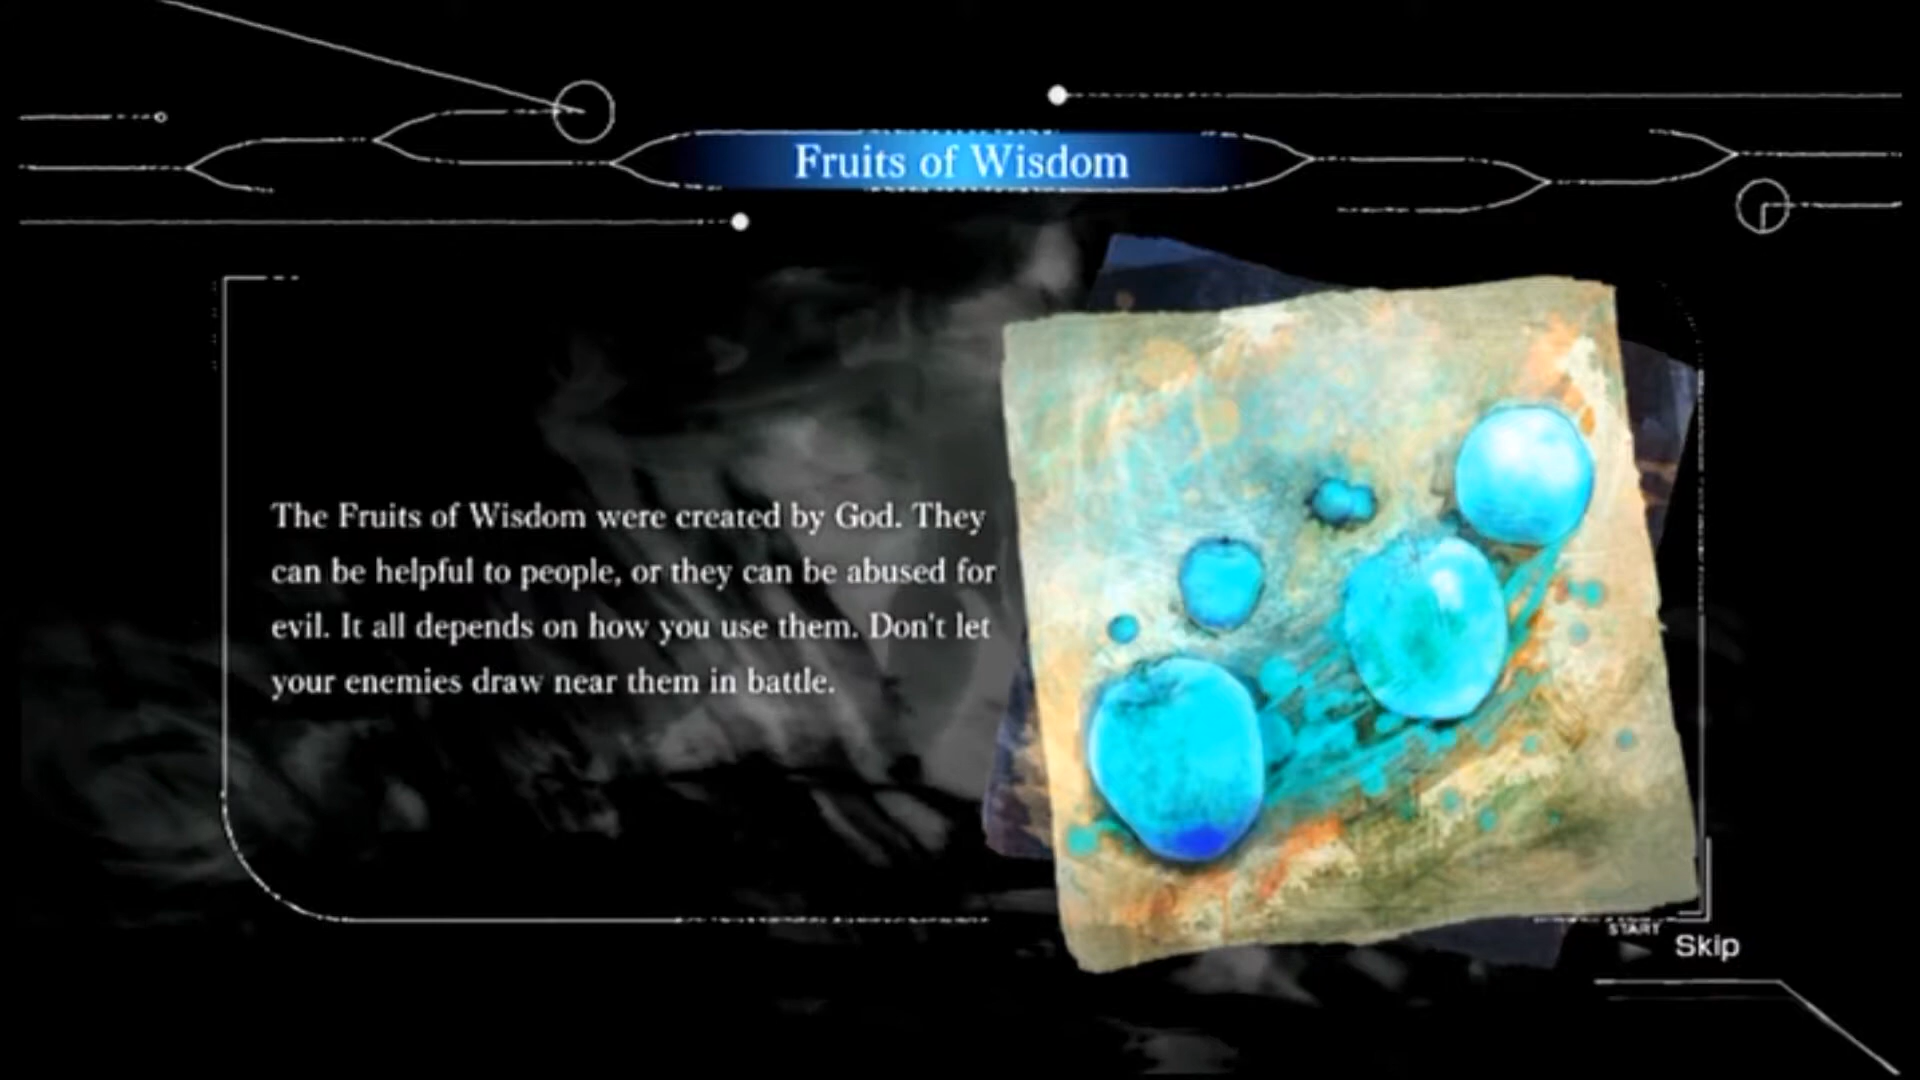 Fruits of Wisdom
The Fruits of Wisdom were created by God. They
can be helpful to people, or they can be abused for
evil. It all depends on how you use them. Don't let
your enemies draw near them in battle.
START
Skip